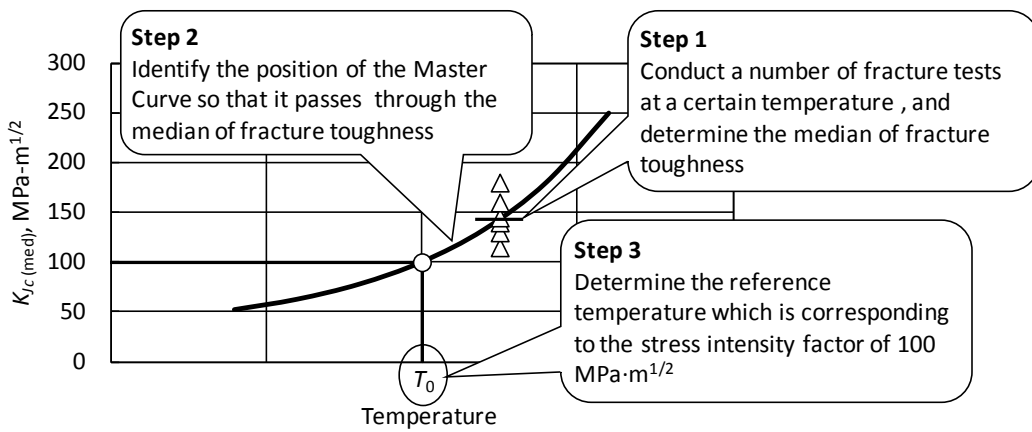 Step 2
Identify the position of the Master
Curve so that it passes through the
median of fracture toughness
Step 1
Conduct a number of fracture tests
at a certain temperature , and
determine the median of fracture
toughness
Step 3
Determine the reference
temperature which is corresponding
to the stress intensity factor of 100
MPa·m1/2
KJc (med), MPa-m1/2
300
250
200
150
100
50
0
T0
Temperature